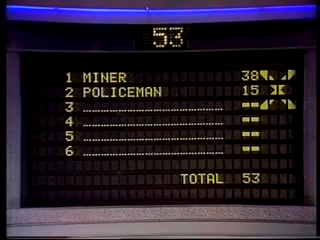 53
1 MINER 38
2 POLICEMAN 15
3 ........................ --
4 ........................ --
5 ........................ --
6 ........................ --
TOTAL 53